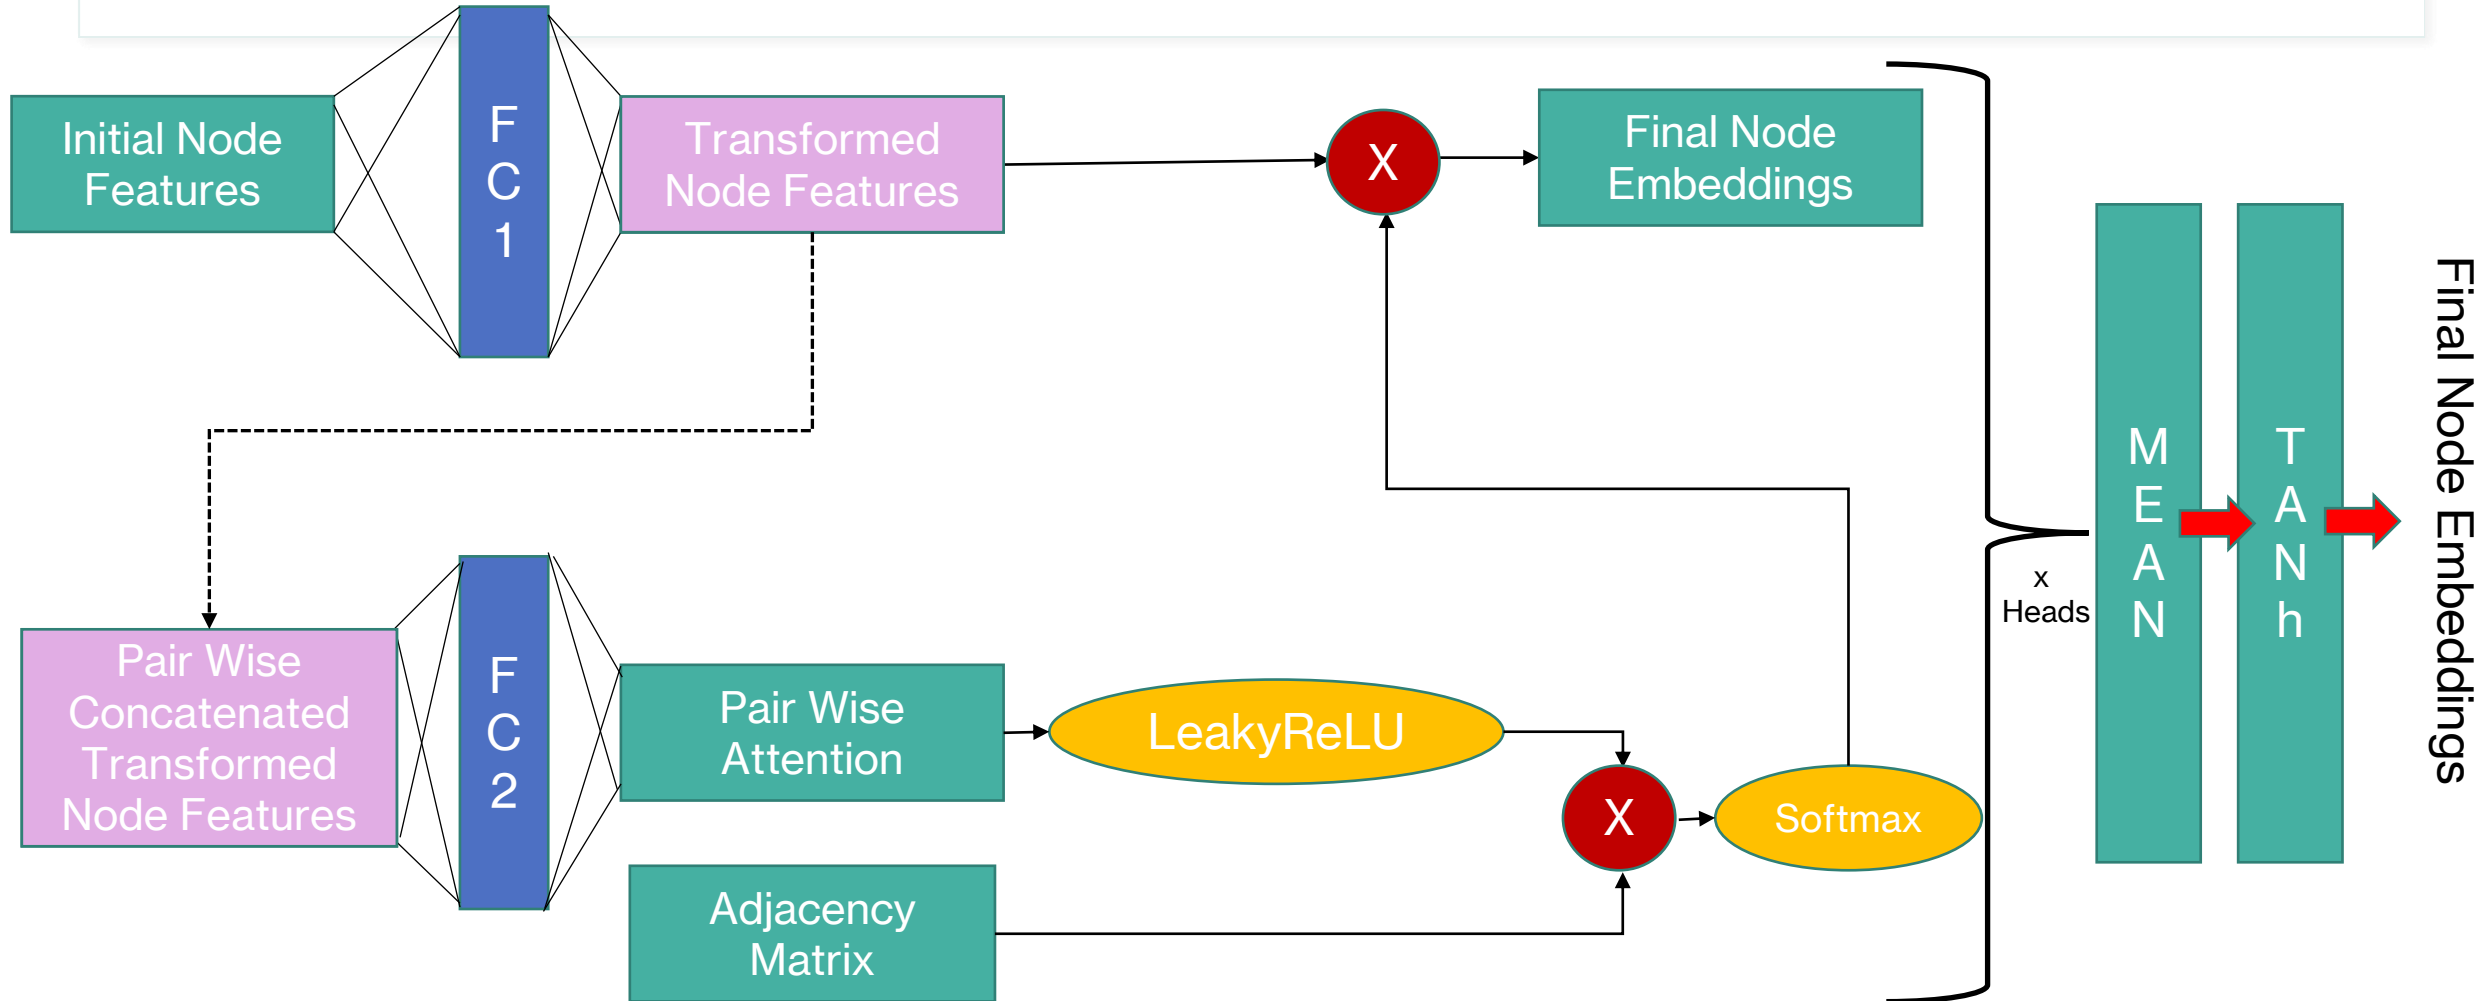 Initial Node
Features
F
C
1
Transformed
Node Features
X
Final Node
Embeddings
Pair Wise
Concatenated
Transformed
Node Features
F
C
2
Pair Wise
Attention
LeakyReLU
Adjacency
Matrix
X
Softmax
x
Heads
M
E
A
N
T
A
N
h
Final Node Embeddings